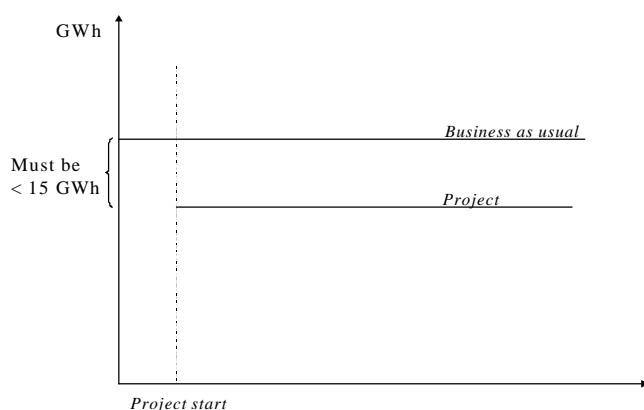 GWh
Business as usual
Must be
< 15 GWh
Project
Project start